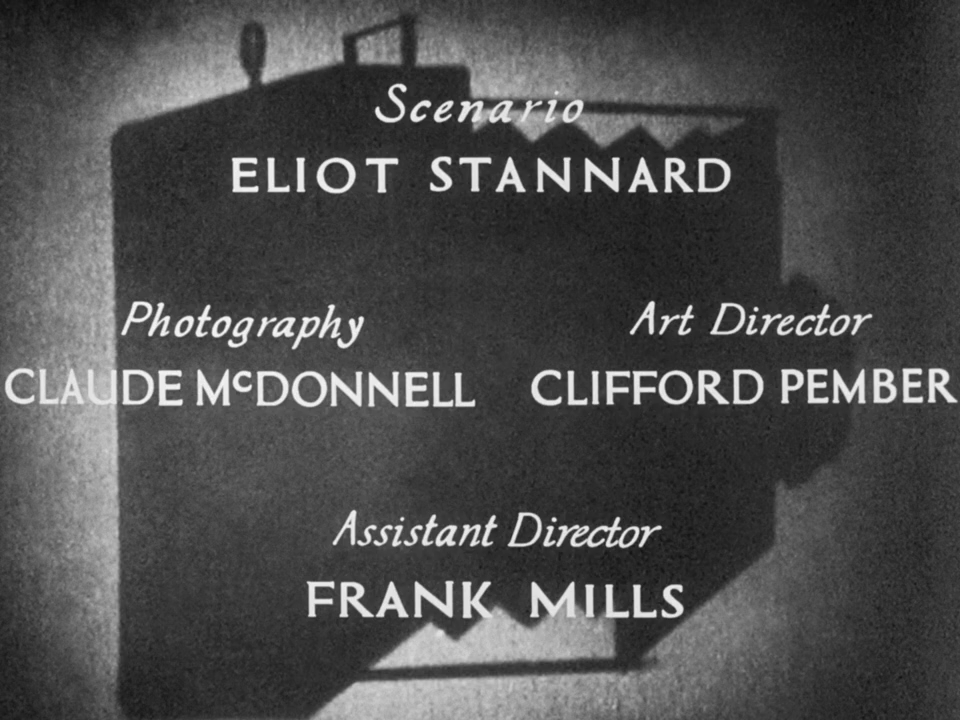 Scenario
ELIOT STANNARD
Photography
CLAUDE McDONNELL
Art Director
CLIFFORD PEMBER
Assistant Director
FRANK MILLS